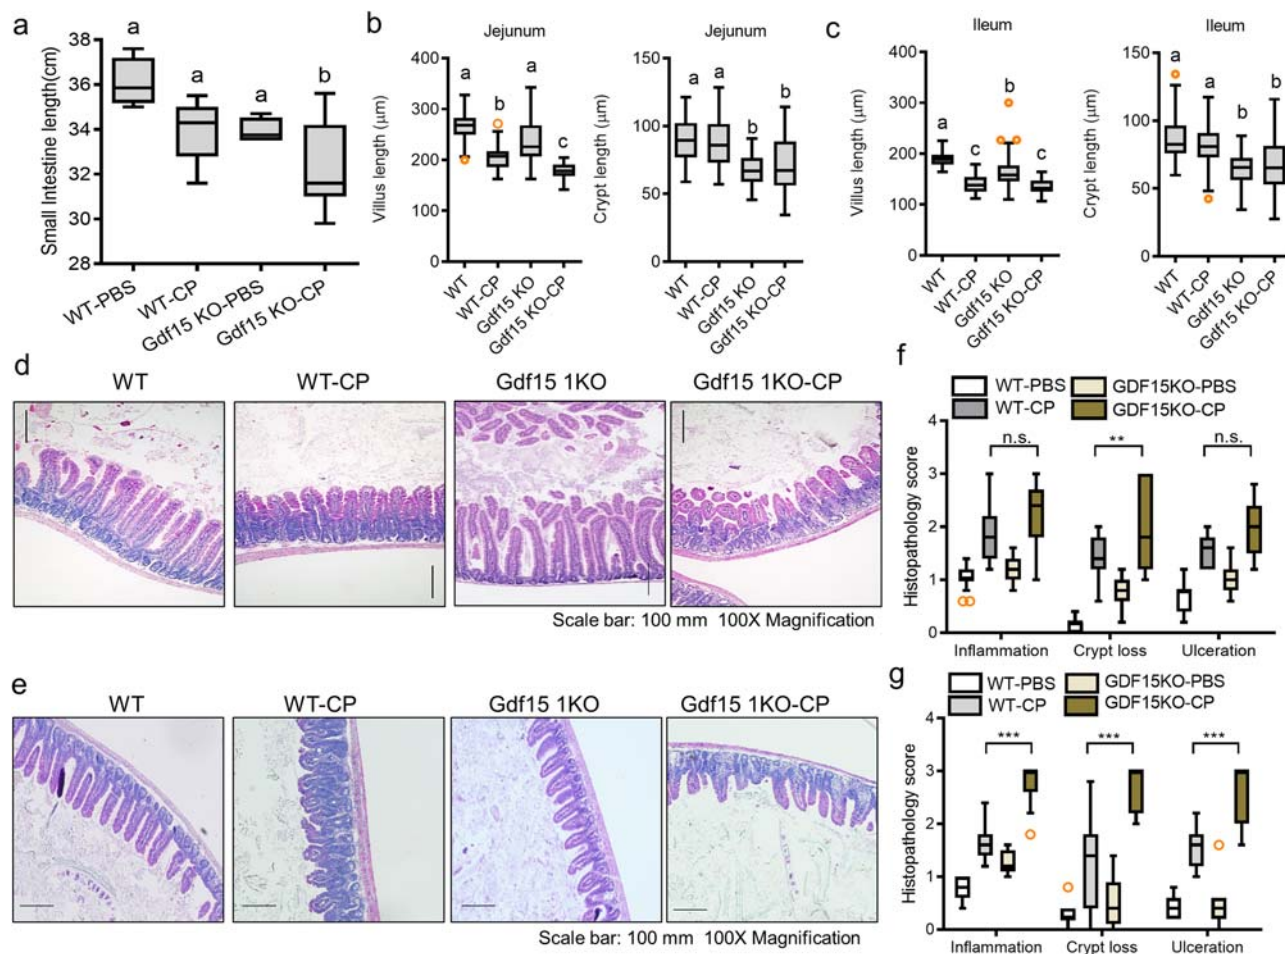 a
Small Intestine length(cm)
38
36
34
32
30
28
a
a
a
b
WT-PBS
WT-CP
Gdf15 KO-PBS
Gdf15 KO-CP
b
Jejunum
Villus length (μm)
400
300
200
100
0
a
b
a
c
WT
WT-CP
Gdf15 KO
Gdf15 KO-CP
Jejunum
Crypt length (μm)
150
100
50
0
a
a
b
b
WT
WT-CP
Gdf15 KO
Gdf15 KO-CP
c
Ileum
Villus length (μm)
400
300
200
100
0
a
c
b
c
WT
WT-CP
Gdf15 KO
Gdf15 KO-CP
Ileum
Crypt length (μm)
150
100
50
0
a
a
b
b
WT
WT-CP
Gdf15 KO
Gdf15 KO-CP
d
WT
WT-CP
Gdf15 1KO
Gdf15 1KO-CP
Scale bar: 100 mm 100X Magnification
e
WT
WT-CP
Gdf15 1KO
Gdf15 1KO-CP
Scale bar: 100 mm 100X Magnification
f
WT-PBS
GDF15KO-PBS
WT-CP
GDF15KO-CP
Histopathology score
4
3
2
1
0
n.s.
**
n.s.
Inflammation
Crypt loss
Ulceration
g
WT-PBS
GDF15KO-PBS
WT-CP
GDF15KO-CP
Histopathology score
4
3
2
1
0
***
***
***
Inflammation
Crypt loss
Ulceration